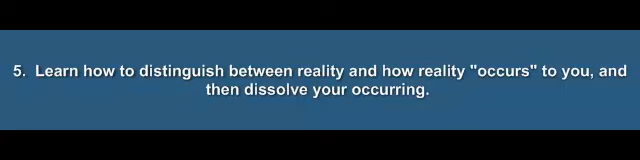 5.  Learn how to distinguish between reality and how reality "occurs" to you, and
then dissolve your occurring.